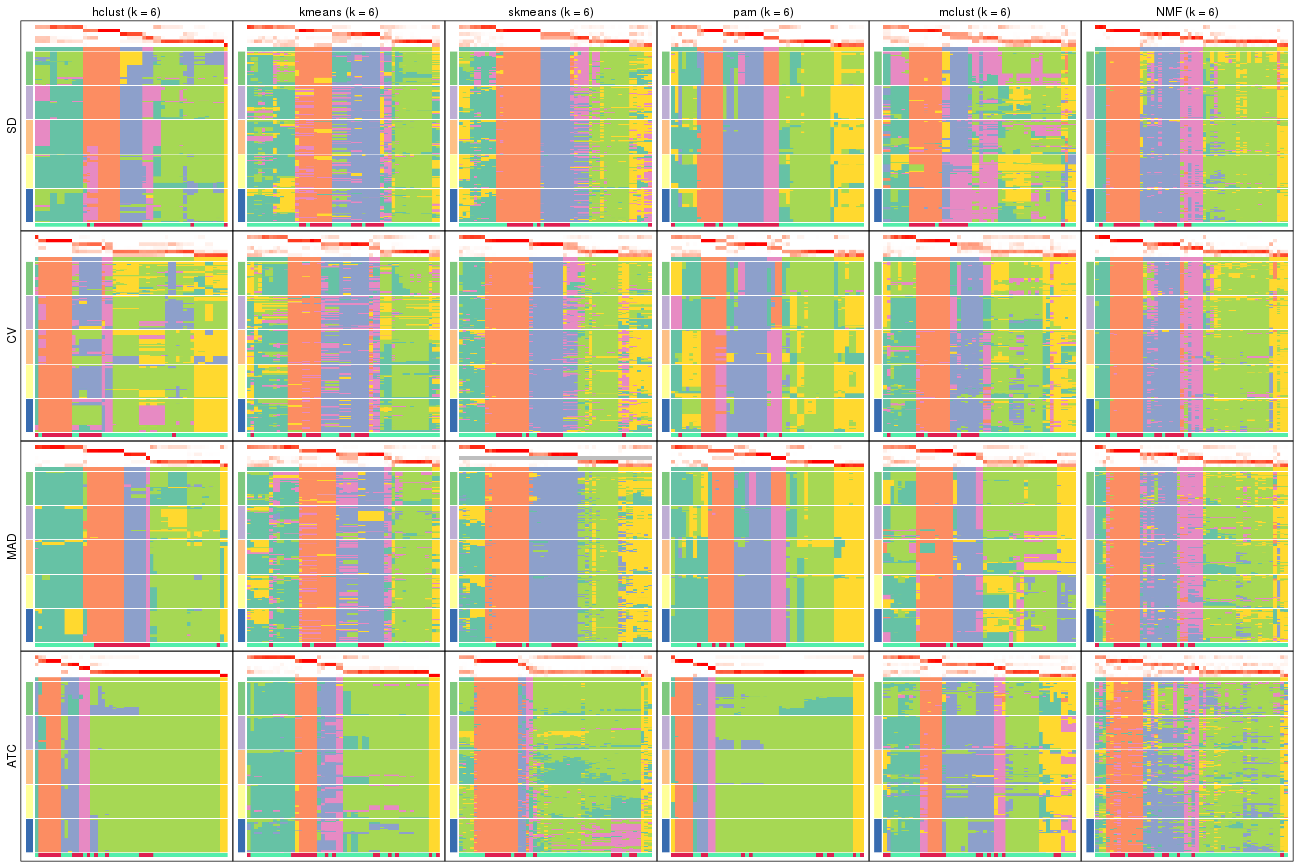 hclust (k = 6)
kmeans (k = 6)
skmeans (k = 6)
pam (k = 6)
mclust (k = 6)
NMF (k = 6)
SD
CV
MAD
ATC